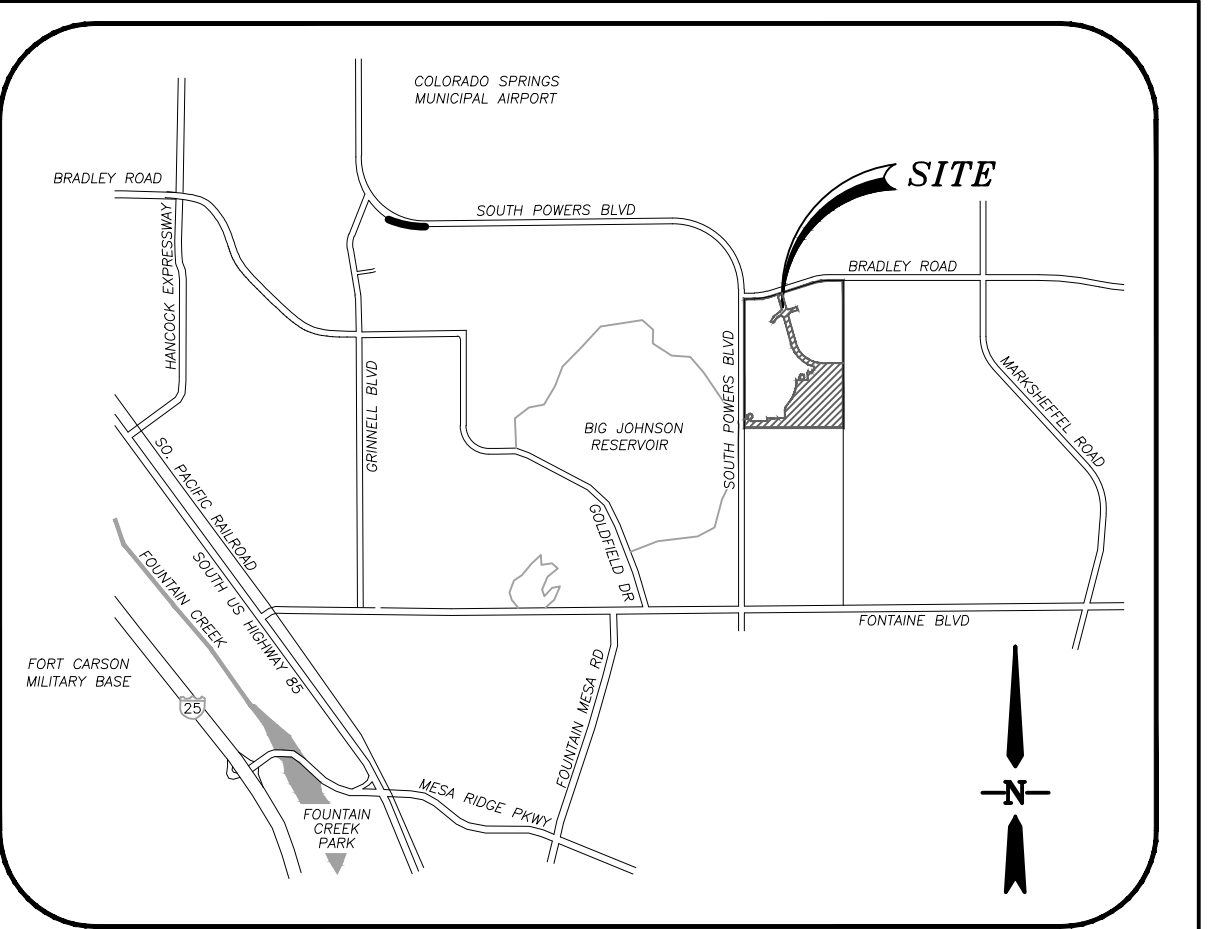 COLORADO SPRINGS
MUNICIPAL AIRPORT
SITE
BRADLEY ROAD
SOUTH POWERS BLVD
HANCOCK EXPRESSWAY
BRADLEY ROAD
GRINNELL BLVD
SOUTH POWERS BLVD
MARKSHEFFEL ROAD
BIG JOHNSON
RESERVOIR
SO. PACIFIC RAILROAD
GOLDFIELD DR
FOUNTAIN CREEK
SOUTH US HIGHWAY 85
FONTAINE BLVD
FORT CARSON
MILITARY BASE
25
FOUNTAIN MESA RD
MESA RIDGE PKWY
N
FOUNTAIN
CREEK
PARK